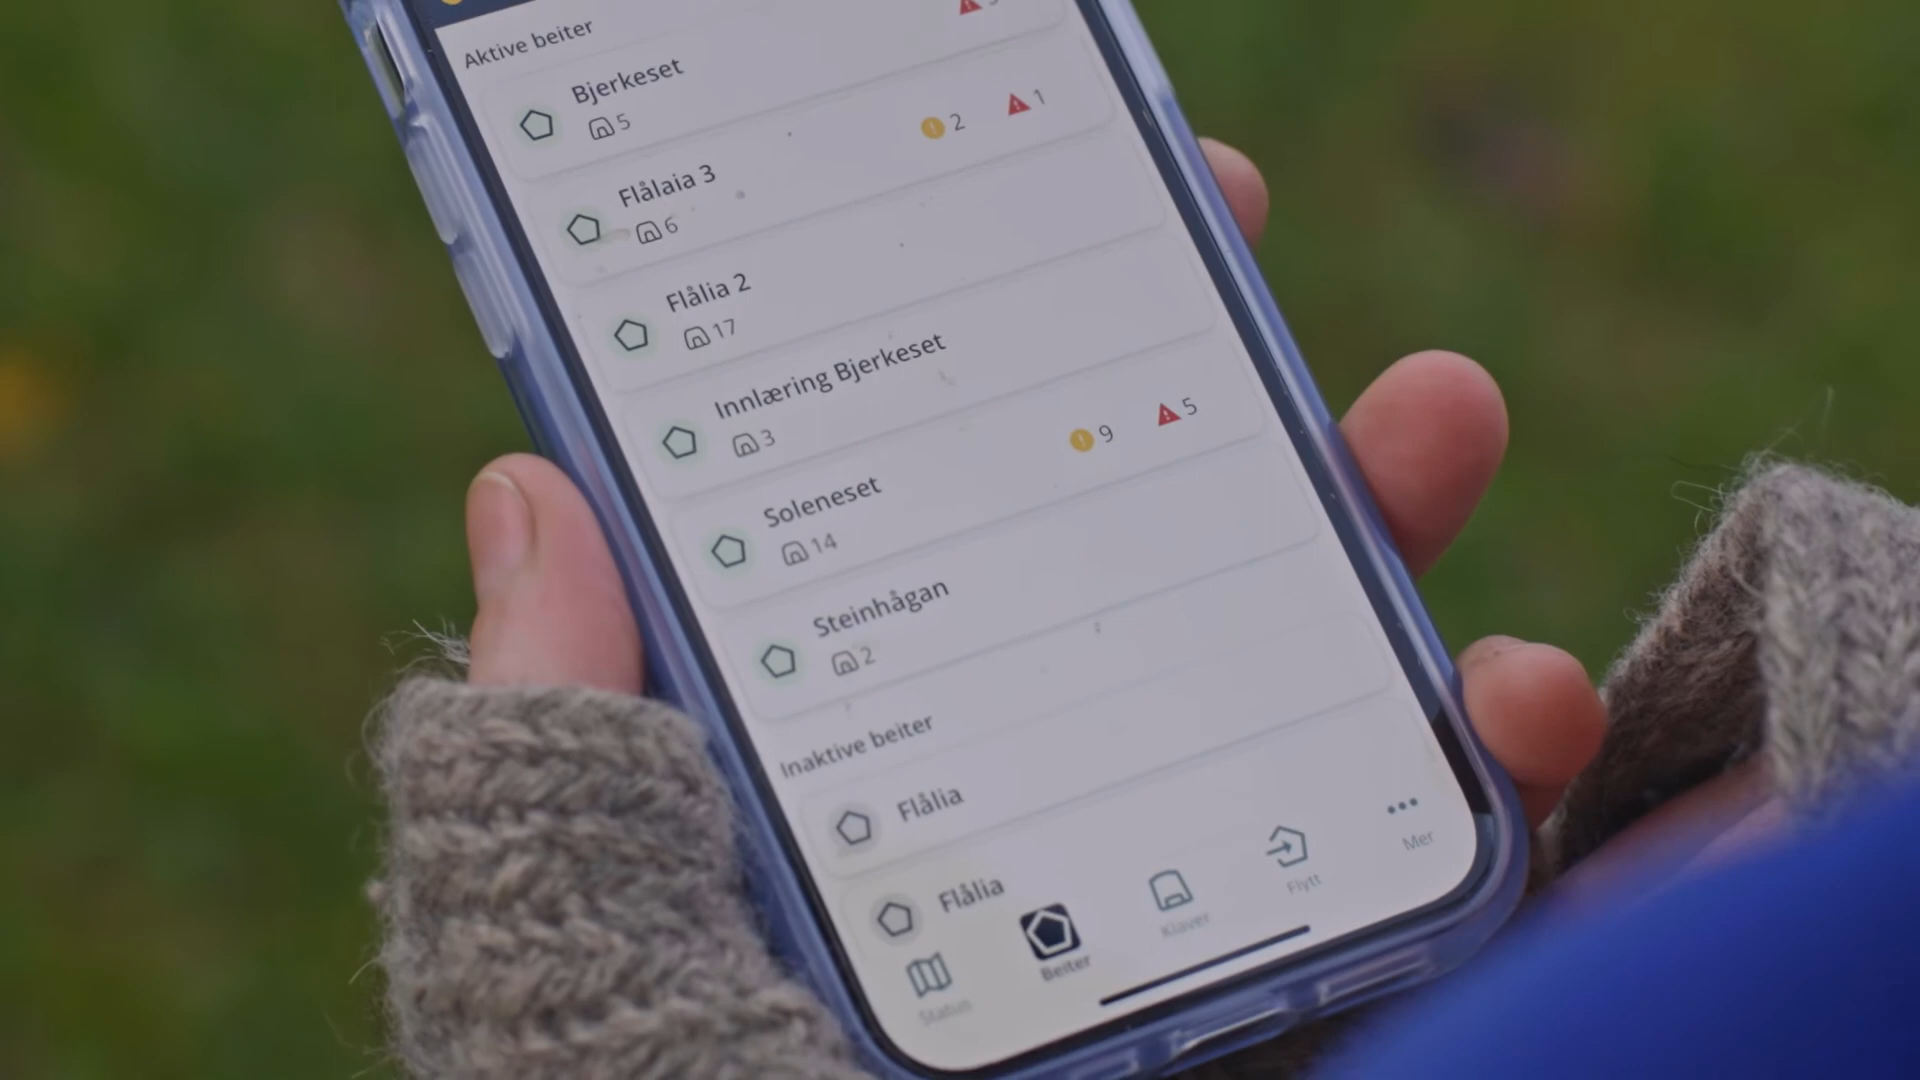 Aktive beiter
Bjerkeset
5
2 1
Flålaia 3
6
Flålia 2
17
Innlæring Bjerkeset
3
9 5
Soleneset
14
Steinhågan
2
Inaktive beiter
Flålia
Flålia
Status Beiter Klaver Flytt Mer